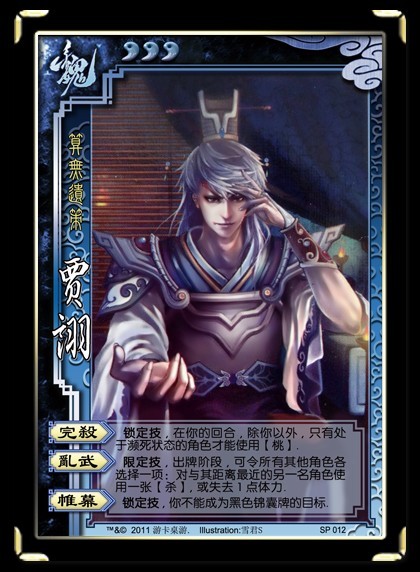 魏
算無遺策
賈詡
完殺
锁定技，在你的回合，除你以外，只有处
于濒死状态的角色才能使用【桃】.
亂武
限定技，出牌阶段，可令所有其他角色各
选择一项：对与其距离最近的另一名角色使
用一张【杀】，或失去1点体力.
帷幕
锁定技，你不能成为黑色锦囊牌的目标.
™&© 2011 游卡桌游. Illustration:雪君S SP 012